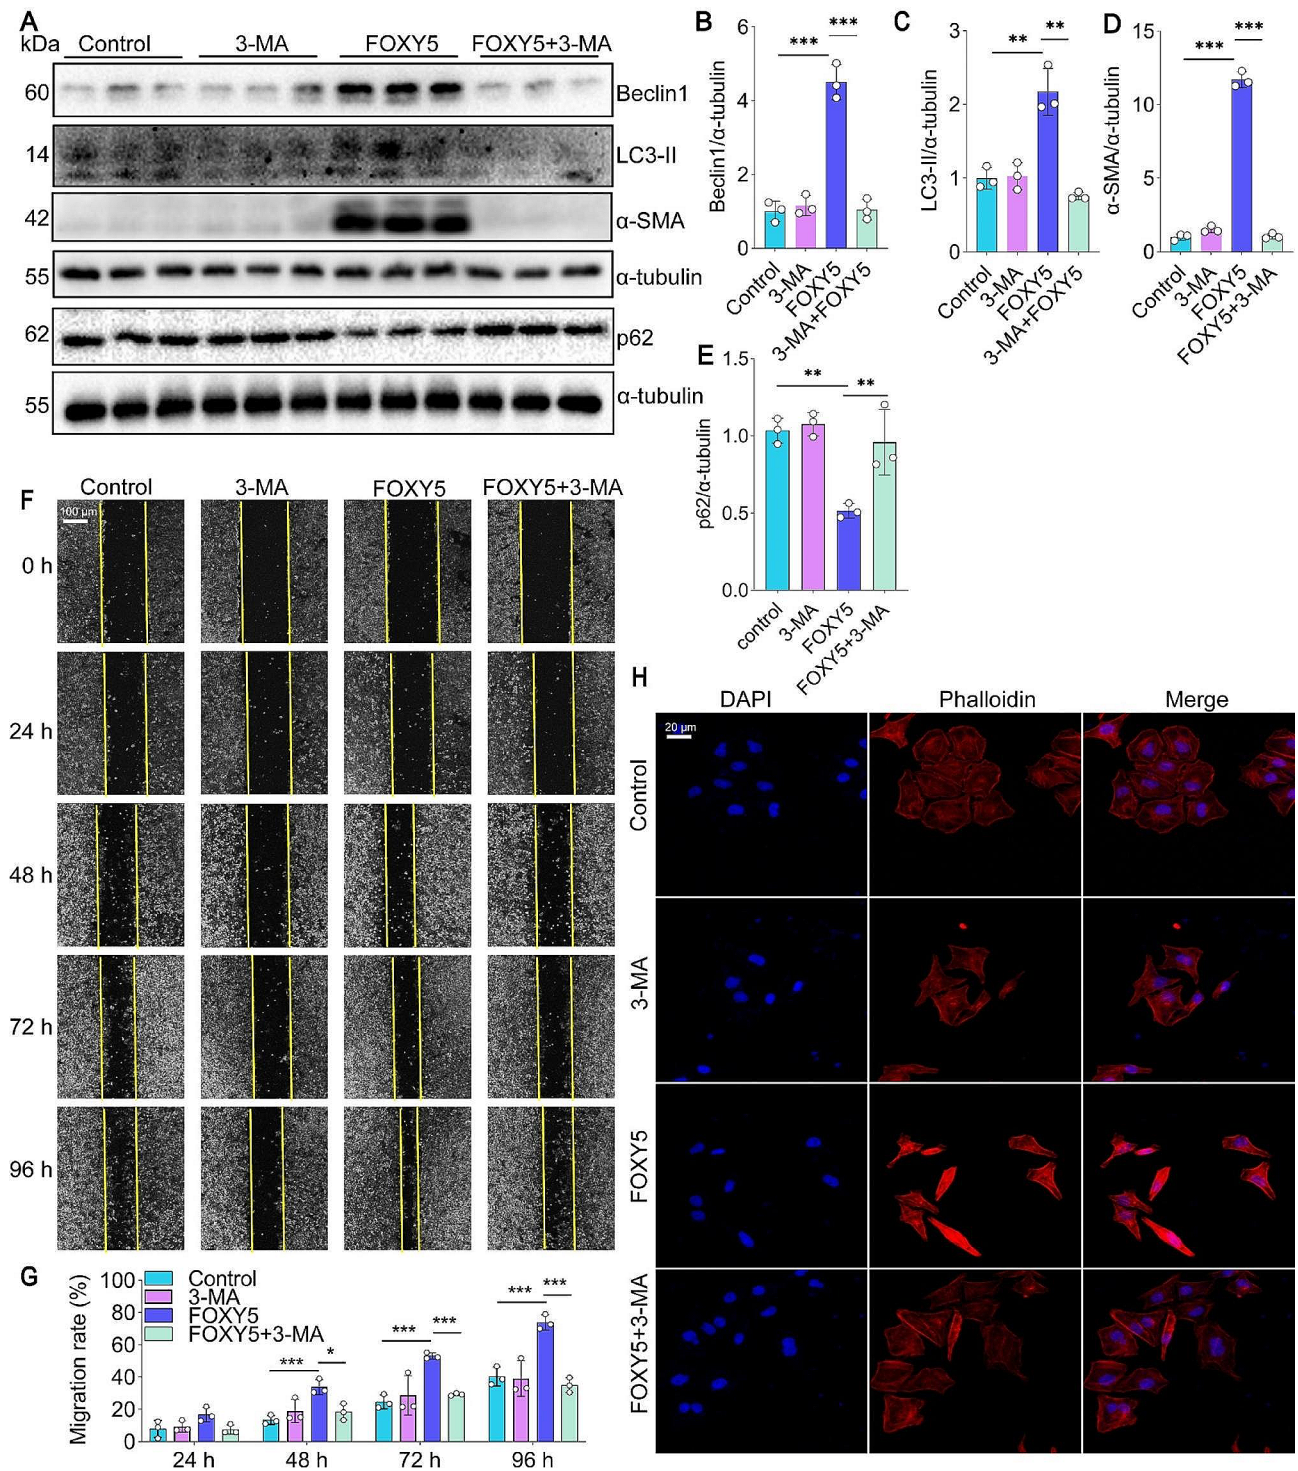 A
kDa
Control
3-MA
FOXY5
FOXY5+3-MA
60
Beclin1
14
LC3-II
42
α-SMA
55
α-tubulin
62
p62
55
α-tubulin
B
Beclin1/α-tubulin
6
4
2
0
***
***
Control
3-MA
FOXY5
3-MA+FOXY5
C
LC3-II/α-tubulin
3
2
1
0
**
**
Control
3-MA
FOXY5
3-MA+FOXY5
D
α-SMA/α-tubulin
15
10
5
0
***
***
Control
3-MA
FOXY5
FOXY5+3-MA
E
p62/α-tubulin
1.5
1.0
0.5
0.0
**
**
control
3-MA
FOXY5
FOXY5+3-MA
F
Control
3-MA
FOXY5
FOXY5+3-MA
100 µm
0 h
24 h
48 h
72 h
96 h
G
Migration rate (%)
100
80
60
40
20
0
Control
3-MA
FOXY5
FOXY5+3-MA
***
*
***
***
***
***
24 h
48 h
72 h
96 h
H
DAPI
Phalloidin
Merge
20 µm
Control
3-MA
FOXY5
FOXY5+3-MA